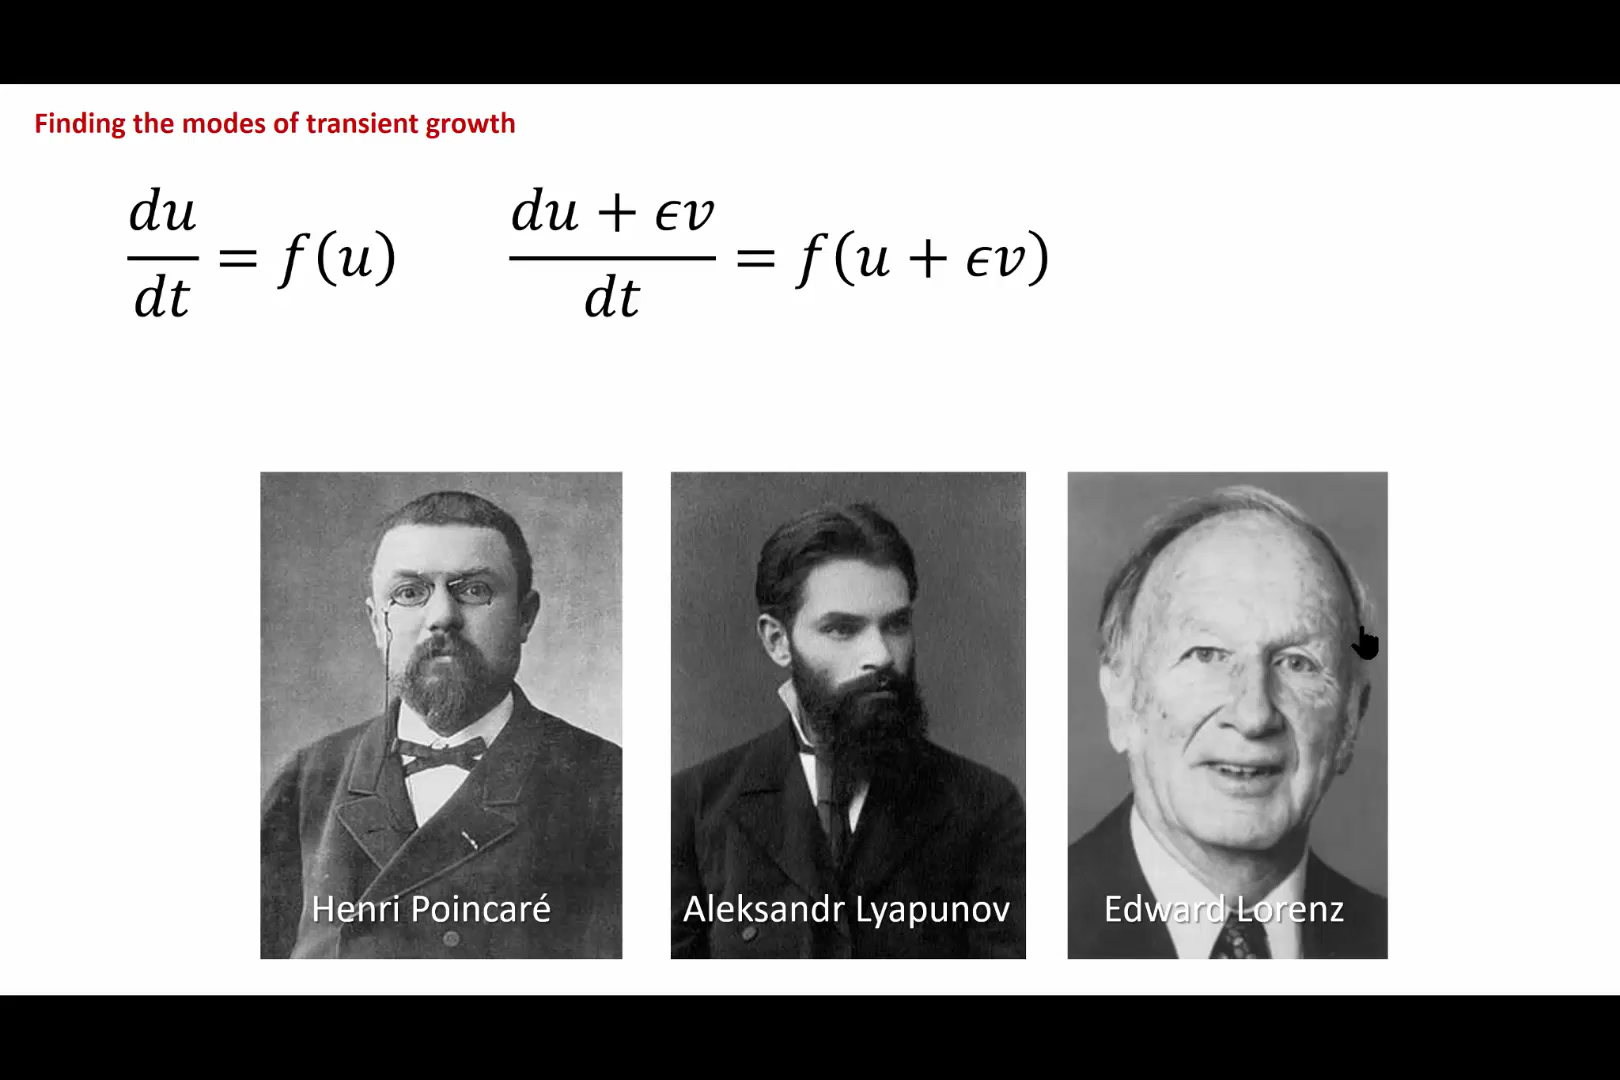 Finding the modes of transient growth
du/dt = f(u)
du + ϵv/dt = f(u + ϵv)
Henri Poincaré
Aleksandr Lyapunov
Edward Lorenz